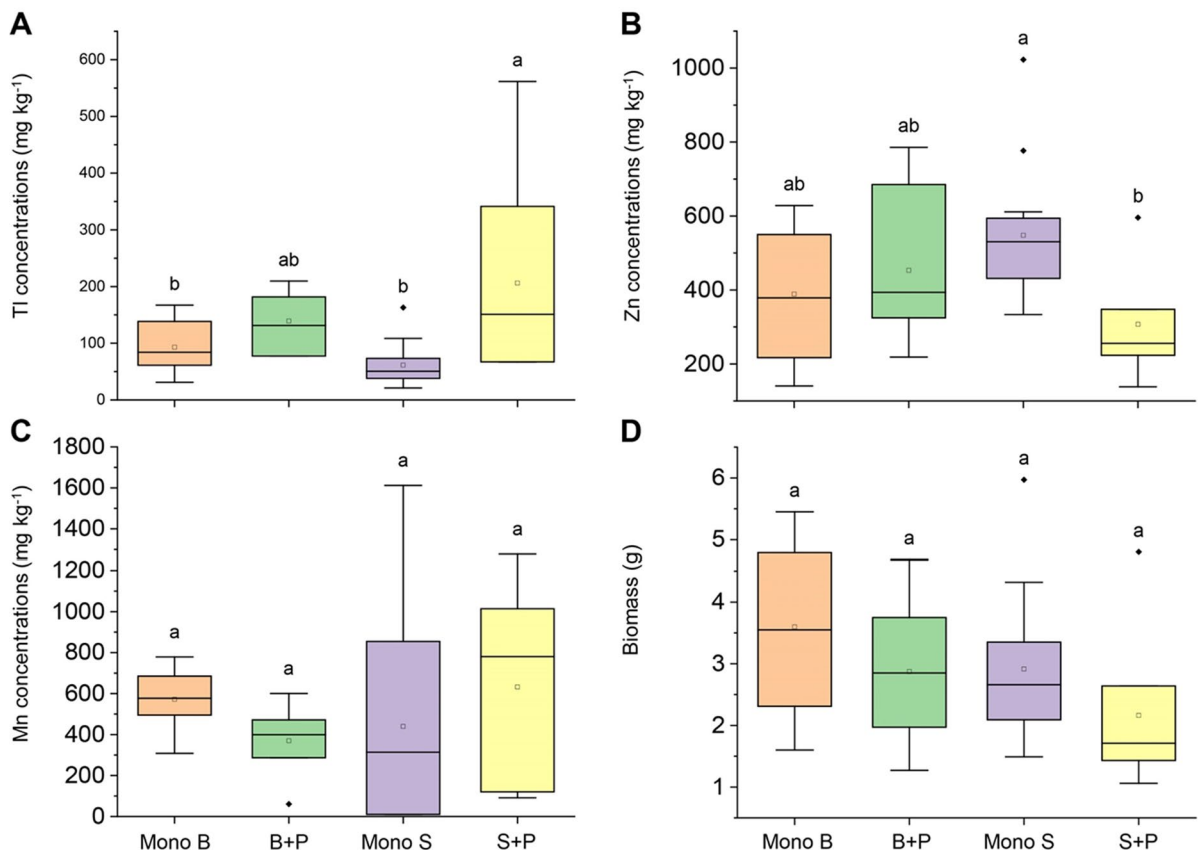 A
Tl concentrations (mg kg-1)
600
500
400
300
200
100
0
b
ab
b
a
B
Zn concentrations (mg kg-1)
1000
800
600
400
200
ab
ab
a
b
C
Mn concentrations (mg kg-1)
1800
1600
1400
1200
1000
800
600
400
200
0
a
a
a
a
Mono B
B+P
Mono S
S+P
D
Biomass (g)
6
5
4
3
2
1
a
a
a
a
Mono B
B+P
Mono S
S+P